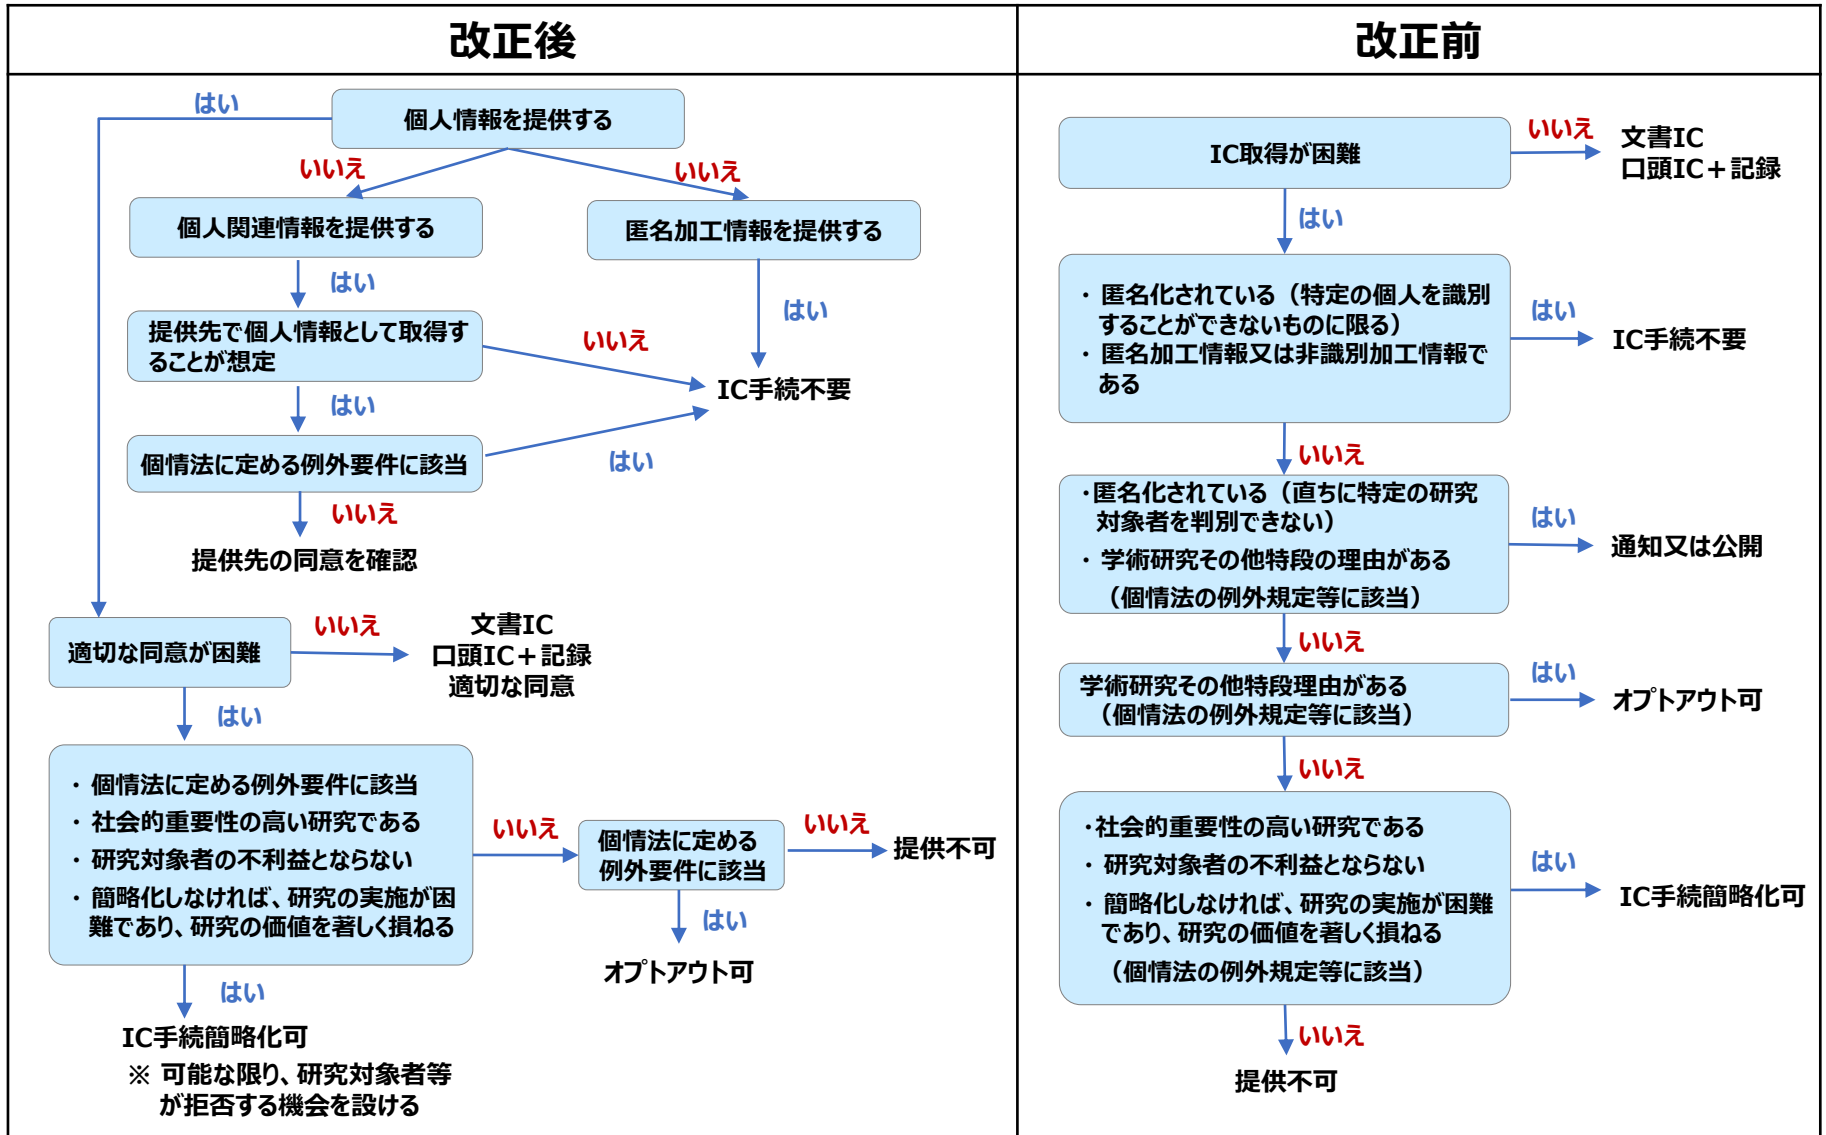 改正後
はい
個人情報を提供する
いいえ
いいえ
個人関連情報を提供する
匿名加工情報を提供する
はい
はい
提供先で個人情報として取得す
ることが想定
いいえ
IC手続不要
はい
個情法に定める例外要件に該当
はい
いいえ
提供先の同意を確認
適切な同意が困難
いいえ
文書IC
口頭IC＋記録
適切な同意
はい
・ 個情法に定める例外要件に該当
・ 社会的重要性の高い研究である
・ 研究対象者の不利益とならない
・ 簡略化しなければ、研究の実施が困
難であり、研究の価値を著しく損ねる
いいえ
個情法に定める
例外要件に該当
いいえ
提供不可
はい
オプトアウト可
はい
IC手続簡略化可
※ 可能な限り、研究対象者等
が拒否する機会を設ける
改正前
IC取得が困難
いいえ
文書IC
口頭IC＋記録
はい
・ 匿名化されている（特定の個人を識別
することができないものに限る）
・ 匿名加工情報又は非識別加工情報で
ある
はい
IC手続不要
いいえ
・匿名化されている（直ちに特定の研究
対象者を判別できない）
・ 学術研究その他特段の理由がある
（個情法の例外規定等に該当）
はい
通知又は公開
いいえ
学術研究その他特段理由がある
（個情法の例外規定等に該当）
はい
オプトアウト可
いいえ
・社会的重要性の高い研究である
・ 研究対象者の不利益とならない
・ 簡略化しなければ、研究の実施が困難
であり、研究の価値を著しく損ねる
（個情法の例外規定等に該当）
はい
IC手続簡略化可
いいえ
提供不可